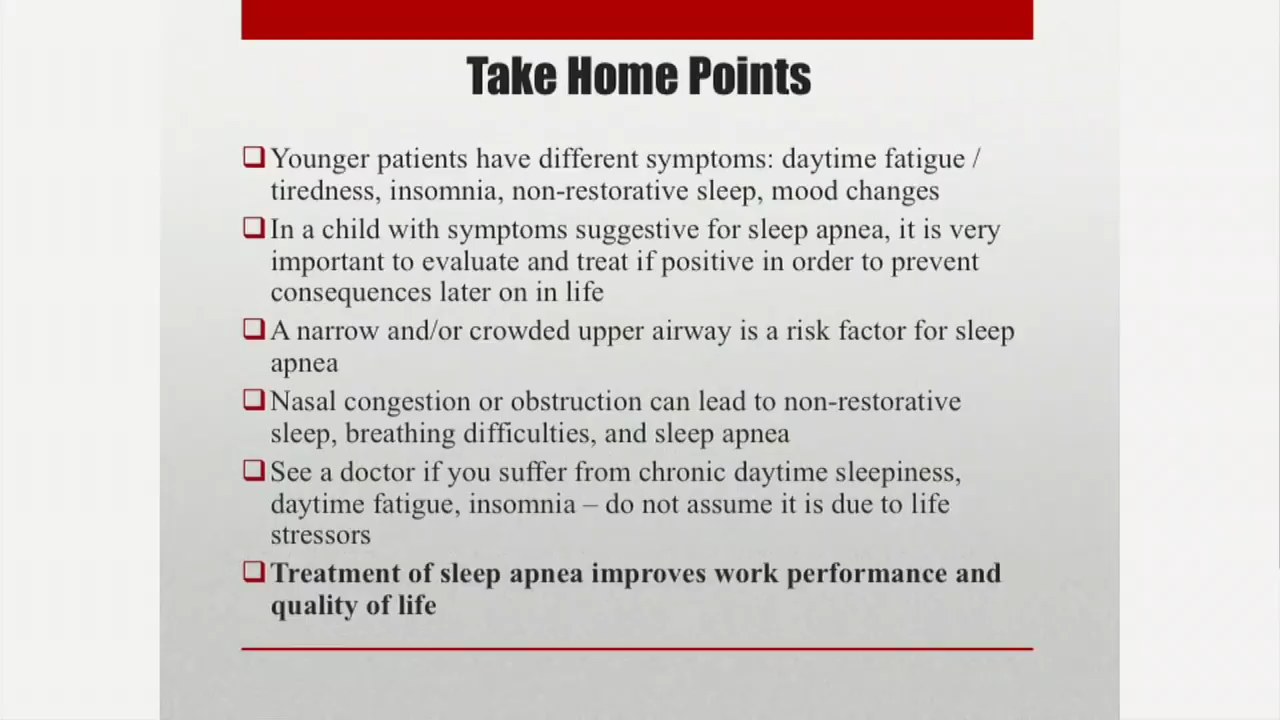 Take Home Points
Younger patients have different symptoms: daytime fatigue /
tiredness, insomnia, non-restorative sleep, mood changes
In a child with symptoms suggestive for sleep apnea, it is very
important to evaluate and treat if positive in order to prevent
consequences later on in life
A narrow and/or crowded upper airway is a risk factor for sleep
apnea
Nasal congestion or obstruction can lead to non-restorative
sleep, breathing difficulties, and sleep apnea
See a doctor if you suffer from chronic daytime sleepiness,
daytime fatigue, insomnia – do not assume it is due to life
stressors
Treatment of sleep apnea improves work performance and
quality of life